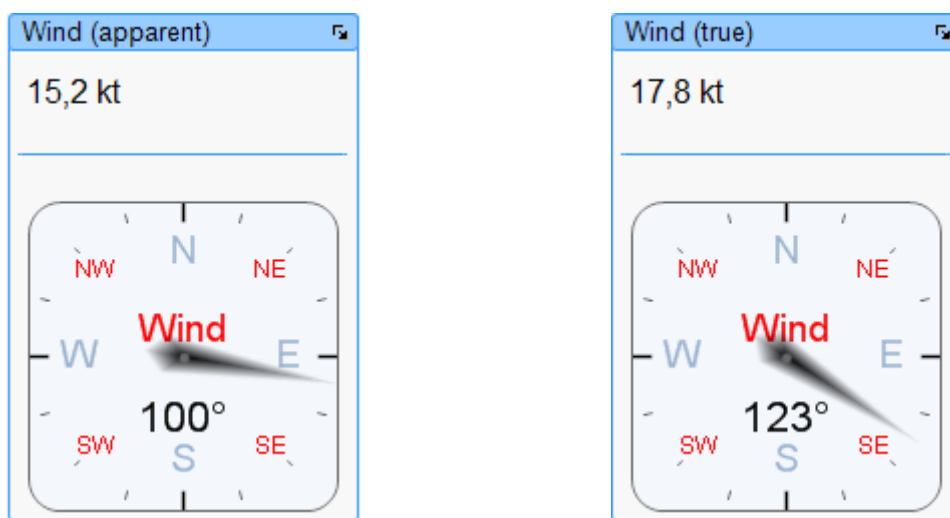 Wind (apparent)
15,2 kt
N
NW NE
Wind
W E
100°
SW SE
S
Wind (true)
17,8 kt
N
NW NE
Wind
W E
123°
SW SE
S